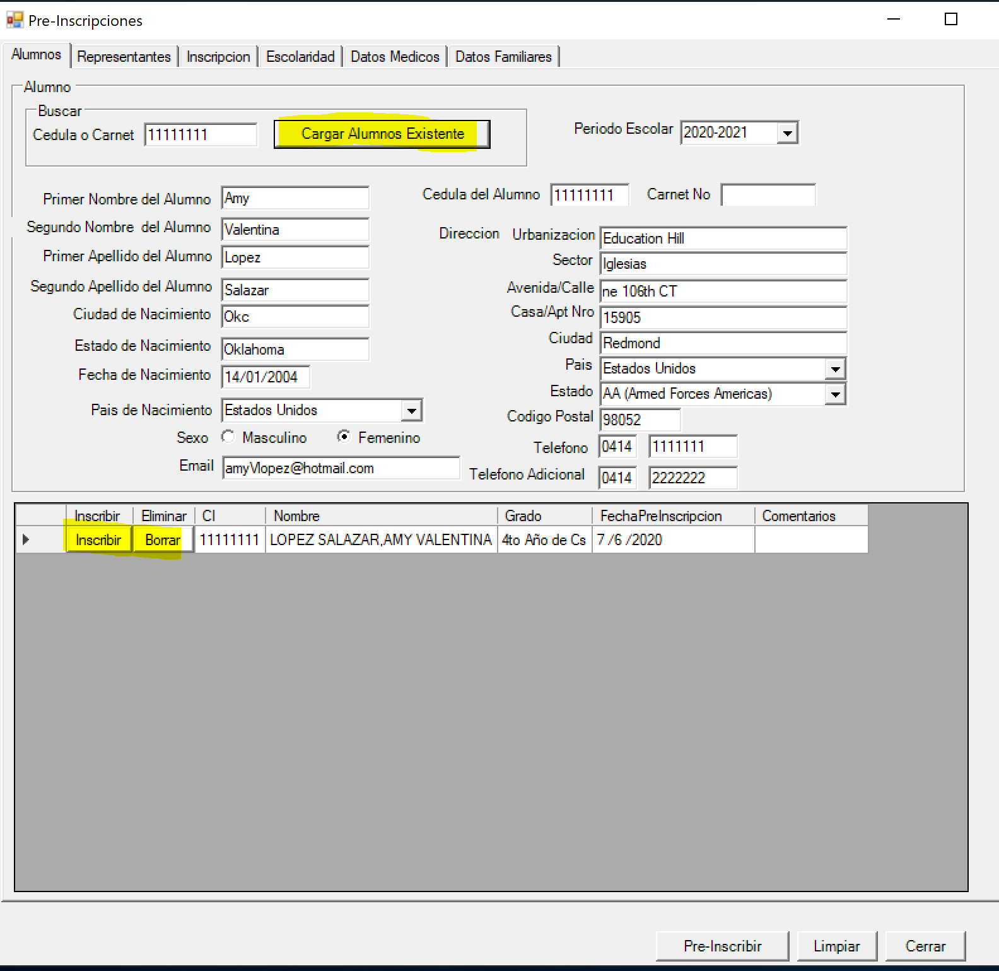 Pre-Inscripciones
Alumnos Representantes Inscripcion Escolaridad Datos Medicos Datos Familiares
Alumno
Buscar
Cedula o Carnet 11111111 Cargar Alumnos Existente
Periodo Escolar 2020-2021
Primer Nombre del Alumno Amy
Segundo Nombre del Alumno Valentina
Primer Apellido del Alumno Lopez
Segundo Apellido del Alumno Salazar
Ciudad de Nacimiento Okc
Estado de Nacimiento Oklahoma
Fecha de Nacimiento 14/01/2004
Pais de Nacimiento Estados Unidos
Sexo Masculino Femenino
Email amyVlopez@hotmail.com
Cedula del Alumno 11111111 Carnet No
Direccion Urbanizacion Education Hill
Sector Iglesias
Avenida/Calle ne 106th CT
Casa/Apt Nro 15905
Ciudad Redmond
Pais Estados Unidos
Estado AA (Armed Forces Americas)
Codigo Postal 98052
Telefono 0414 1111111
Telefono Adicional 0414 2222222
Inscribir Eliminar CI Nombre Grado FechaPreInscripcion Comentarios
Inscribir Borrar 11111111 LOPEZ SALAZAR,AMY VALENTINA 4to Año de Cs 7 /6 /2020
Pre-Inscribir Limpiar Cerrar